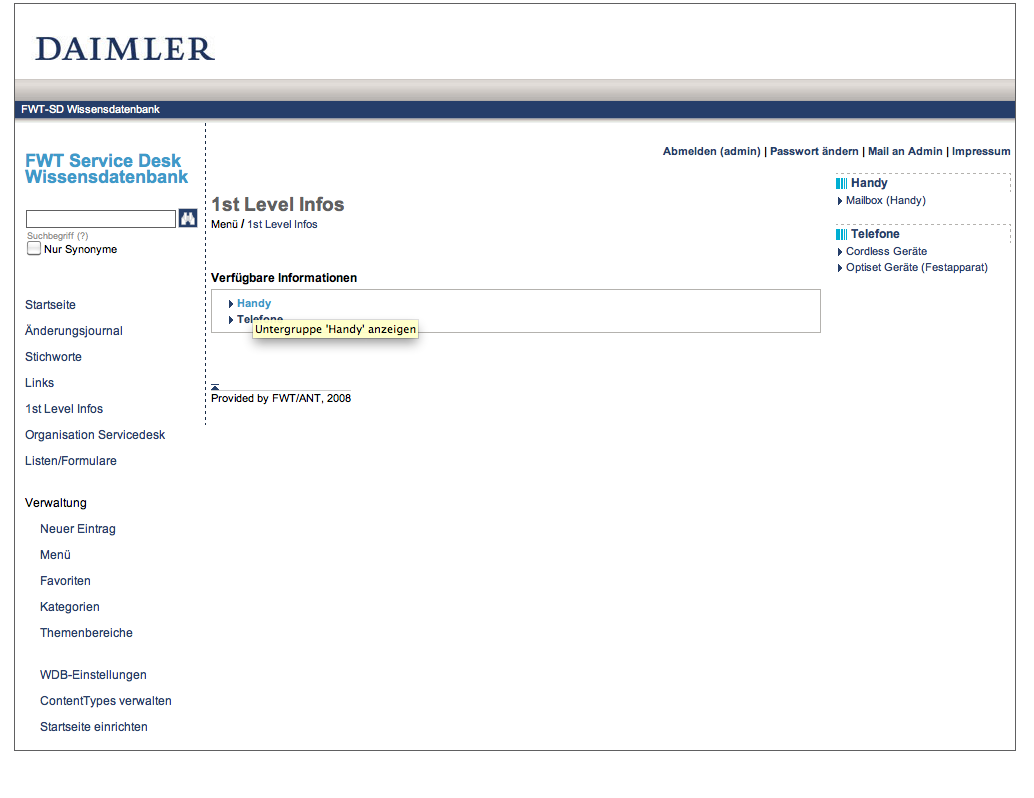 DAIMLER
FWT-SD Wissensdatenbank
FWT Service Desk
Wissensdatenbank
Suchbegriff (?)
Nur Synonyme
Startseite
Änderungsjournal
Stichworte
Links
1st Level Infos
Organisation Servicedesk
Listen/Formulare
Verwaltung
Neuer Eintrag
Menü
Favoriten
Kategorien
Themenbereiche
WDB-Einstellungen
ContentTypes verwalten
Startseite einrichten
Abmelden (admin) | Passwort ändern | Mail an Admin | Impressum
1st Level Infos
Menü / 1st Level Infos
Verfügbare Informationen
Handy
Telefone
Untergruppe 'Handy' anzeigen
Provided by FWT/ANT, 2008
Handy
Mailbox (Handy)
Telefone
Cordless Geräte
Optiset Geräte (Festapparat)